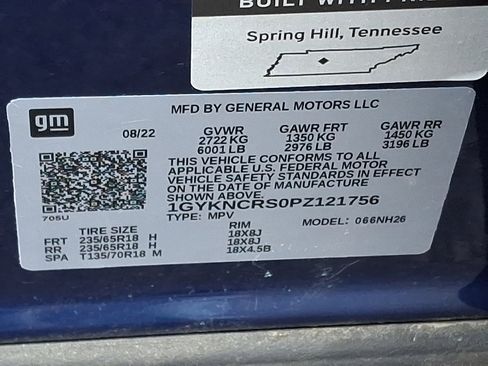 BUILT WITH
Spring Hill, Tennessee
gm
MFD BY GENERAL MOTORS LLC
08/22 GVWR GAWR FRT GAWR RR
2722 KG 1350 KG 1450 KG
6001 LB 2976 LB 3196 LB
THIS VEHICLE CONFORMS TO ALL
APPLICABLE U.S. FEDERAL MOTOR
VEHICLE SAFETY STANDARDS IN EFFECT
ON THE DATE OF MANUFACTURE
SHOWN ABOVE
1GYKNCRS0PZ121756
705U
TYPE: MPV MODEL: 066NH26
TIRE SIZE RIM
FRT 235/65R18 H 18X8J
RR 235/65R18 H 18X8J
SPA T135/70R18 M 18X4.5B